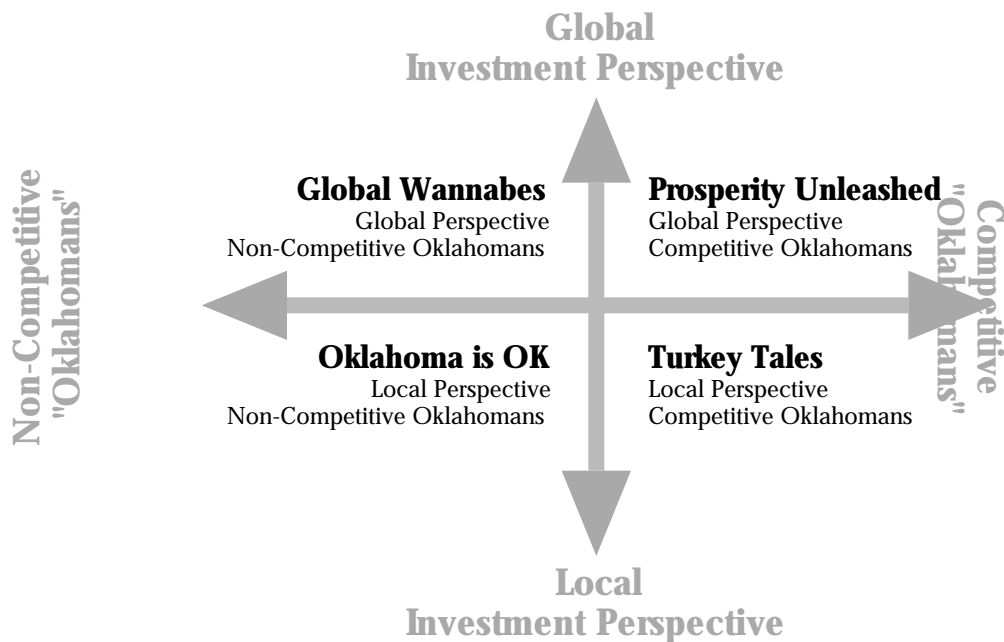 Global
Investment Perspective
Non-Competitive
"Oklahomans"
Global Wannabes
Global Perspective
Non-Competitive Oklahomans
Prosperity Unleashed
Global Perspective
Competitive Oklahomans
Competitive
"Oklahomans"
Oklahoma is OK
Local Perspective
Non-Competitive Oklahomans
Turkey Tales
Local Perspective
Competitive Oklahomans
Local
Investment Perspective